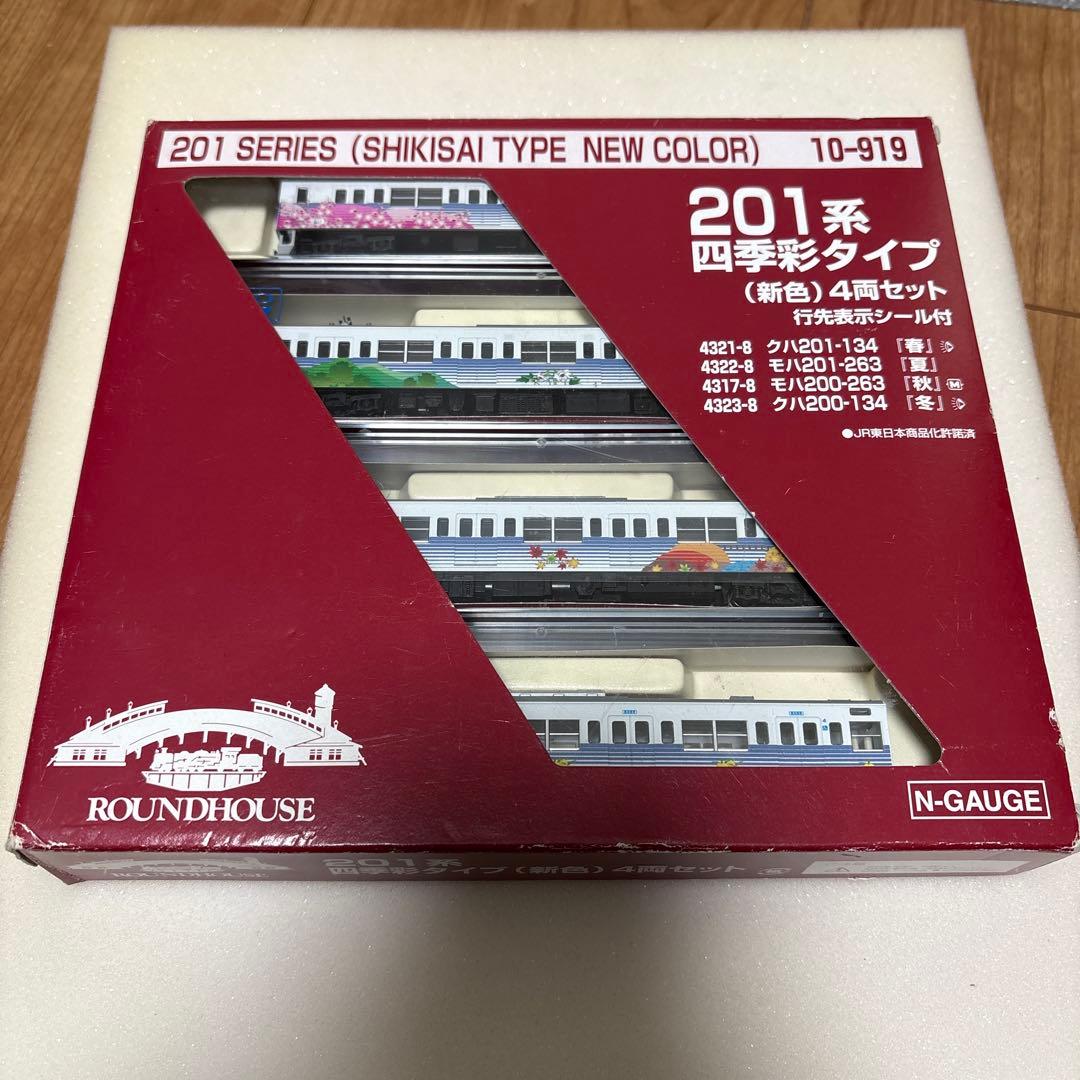 201 SERIES (SHIKISAI TYPE NEW COLOR) 10-919
201系
四季彩タイプ
(新色) 4両セット
行先表示シール付
4321-8 クハ201-134 『春』
4322-8 モハ201-263 『夏』
4317-8 モハ200-263 『秋』 M
4323-8 クハ200-134 『冬』
●JR東日本商品化許諾済
ROUNDHOUSE
N-GAUGE
ROUNDHOUSE
201系
四季彩タイプ (新色) 4両セット